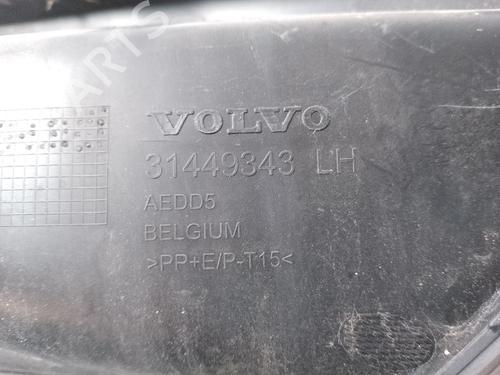 VOLVO
31449343 LH
AEDD5
BELGIUM
>PP+E/P-T15<